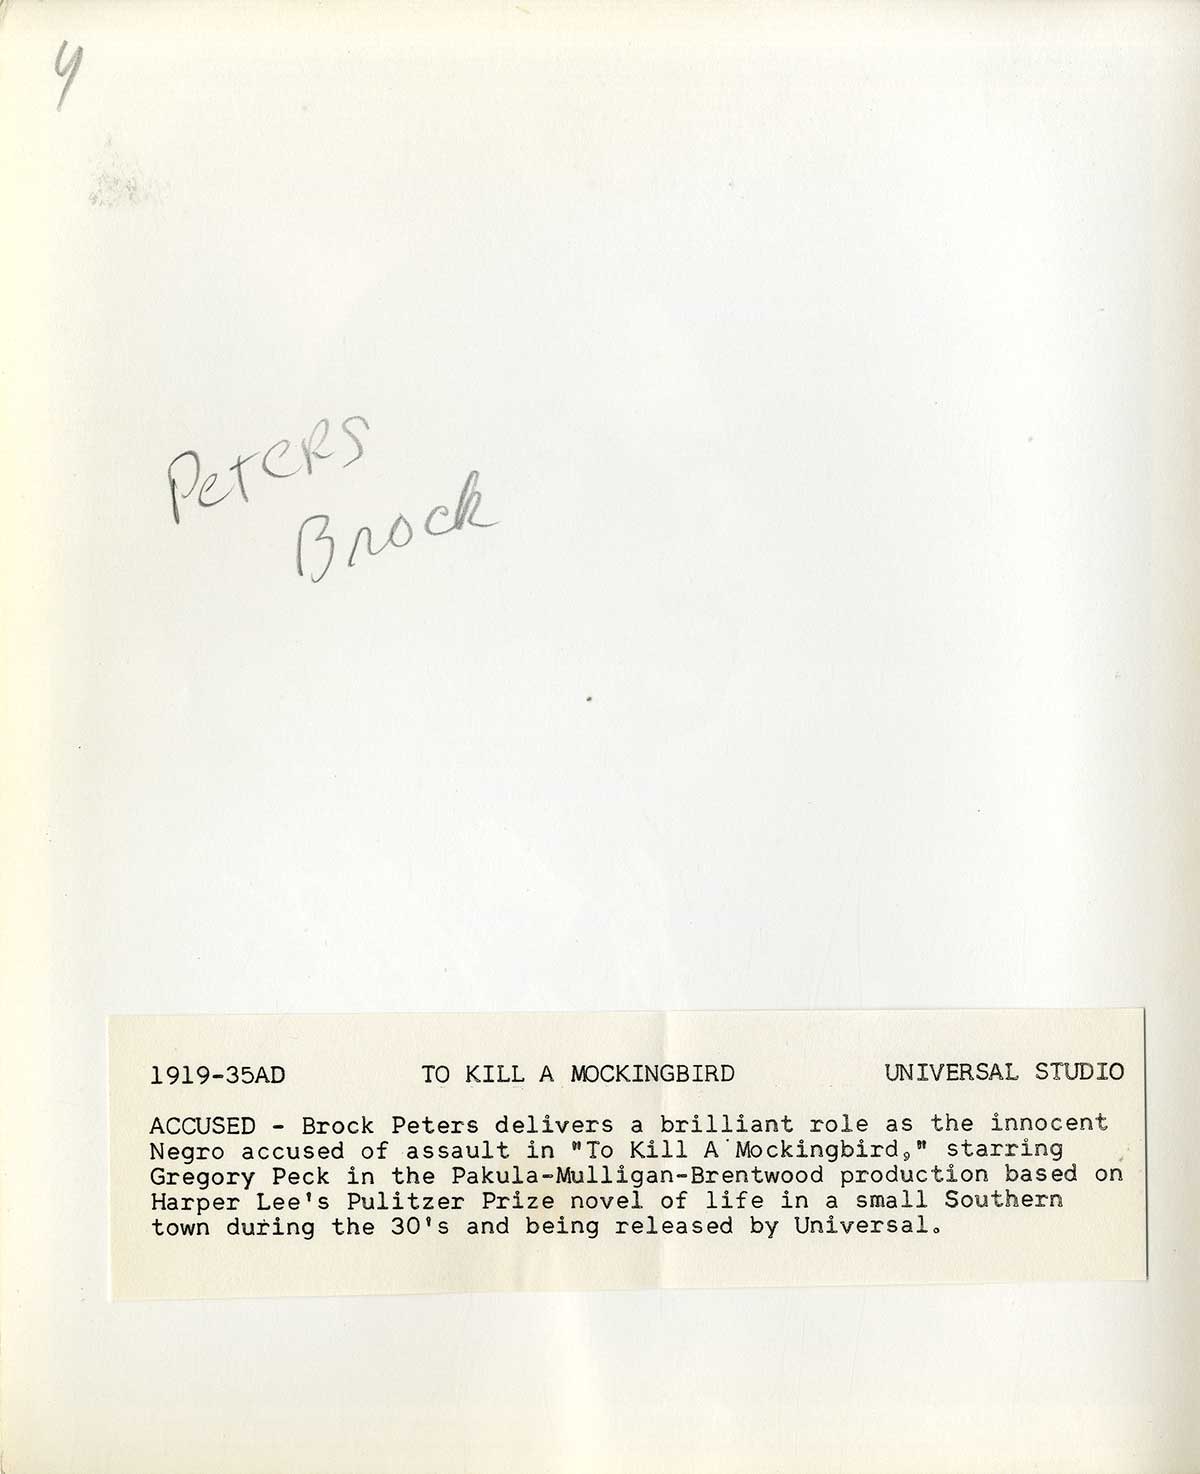 4
Peters
Brock
1919-35AD TO KILL A MOCKINGBIRD UNIVERSAL STUDIO
ACCUSED - Brock Peters delivers a brilliant role as the innocent
Negro accused of assault in "To Kill A Mockingbird," starring
Gregory Peck in the Pakula-Mulligan-Brentwood production based on
Harper Lee's Pulitzer Prize novel of life in a small Southern
town during the 30's and being released by Universal.